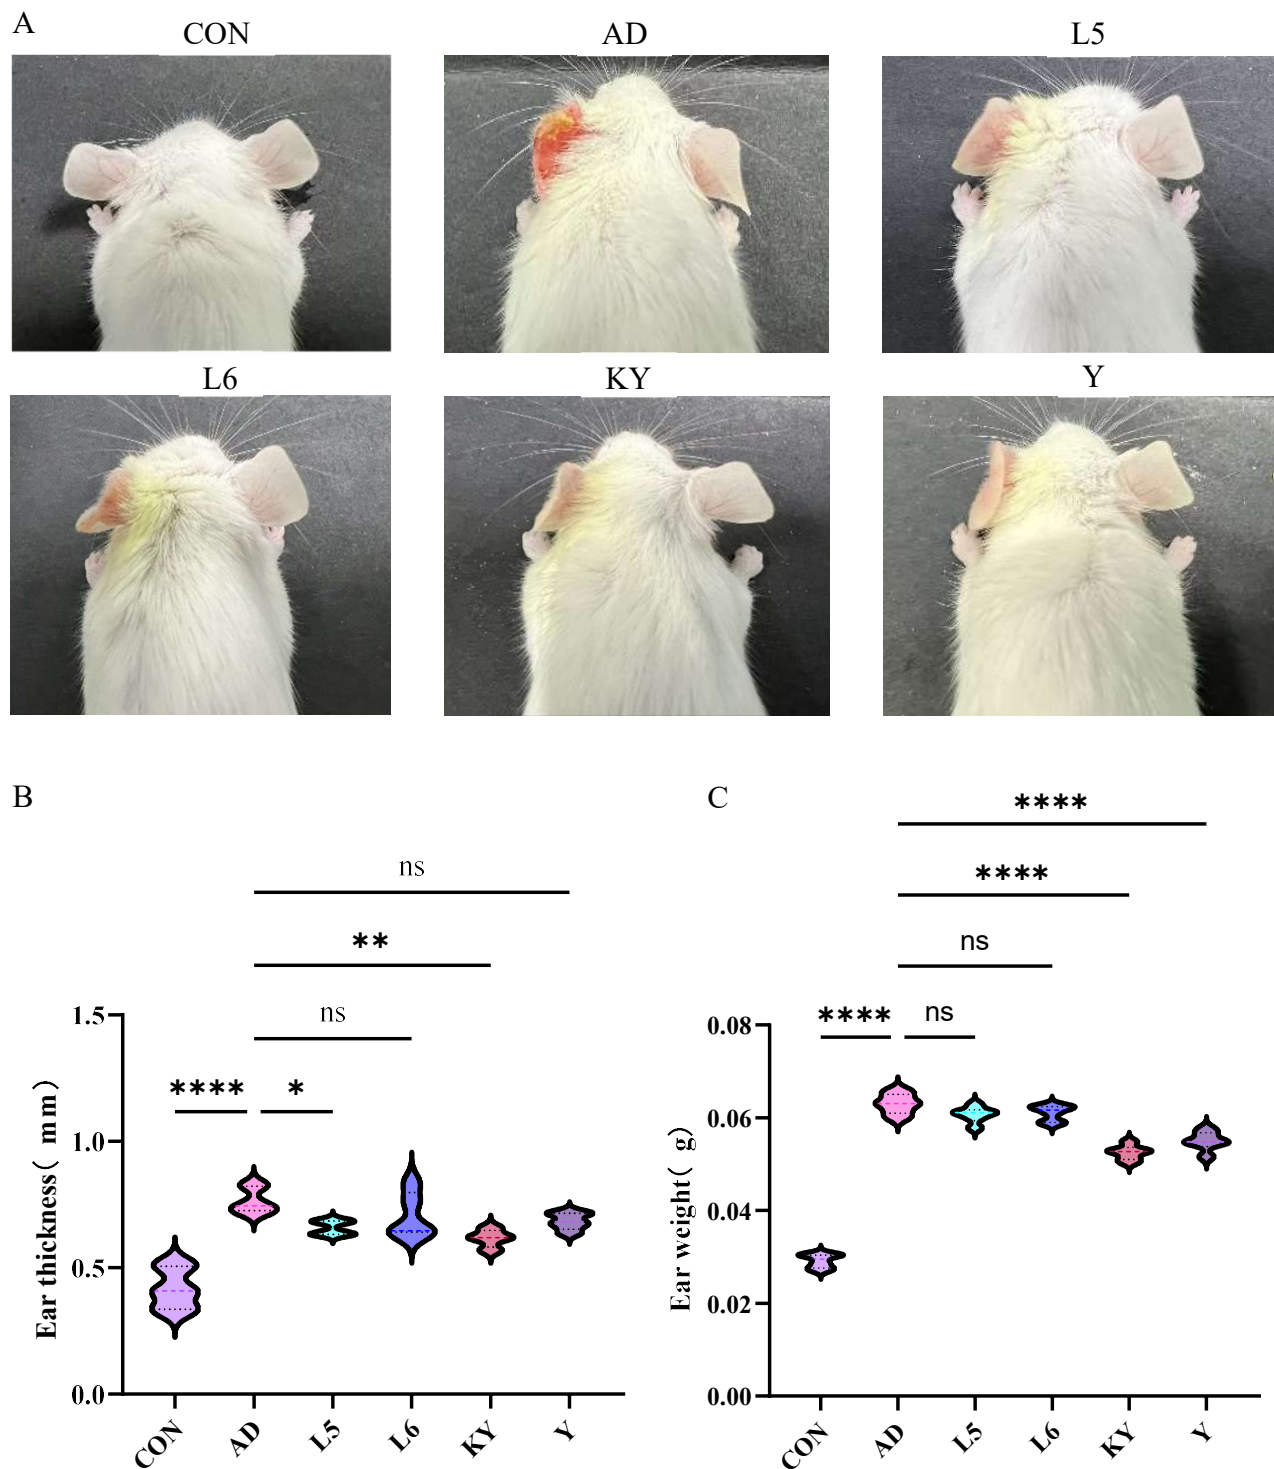 A
CON
AD
L5
L6
KY
Y
B
ns
**
ns
**** *
1.5
1.0
0.5
0.0
Ear thickness( mm)
CON
AD
L5
L6
KY
Y
C
****
****
ns
**** ns
0.08
0.06
0.04
0.02
0.00
Ear weight( g)
CON
AD
L5
L6
KY
Y